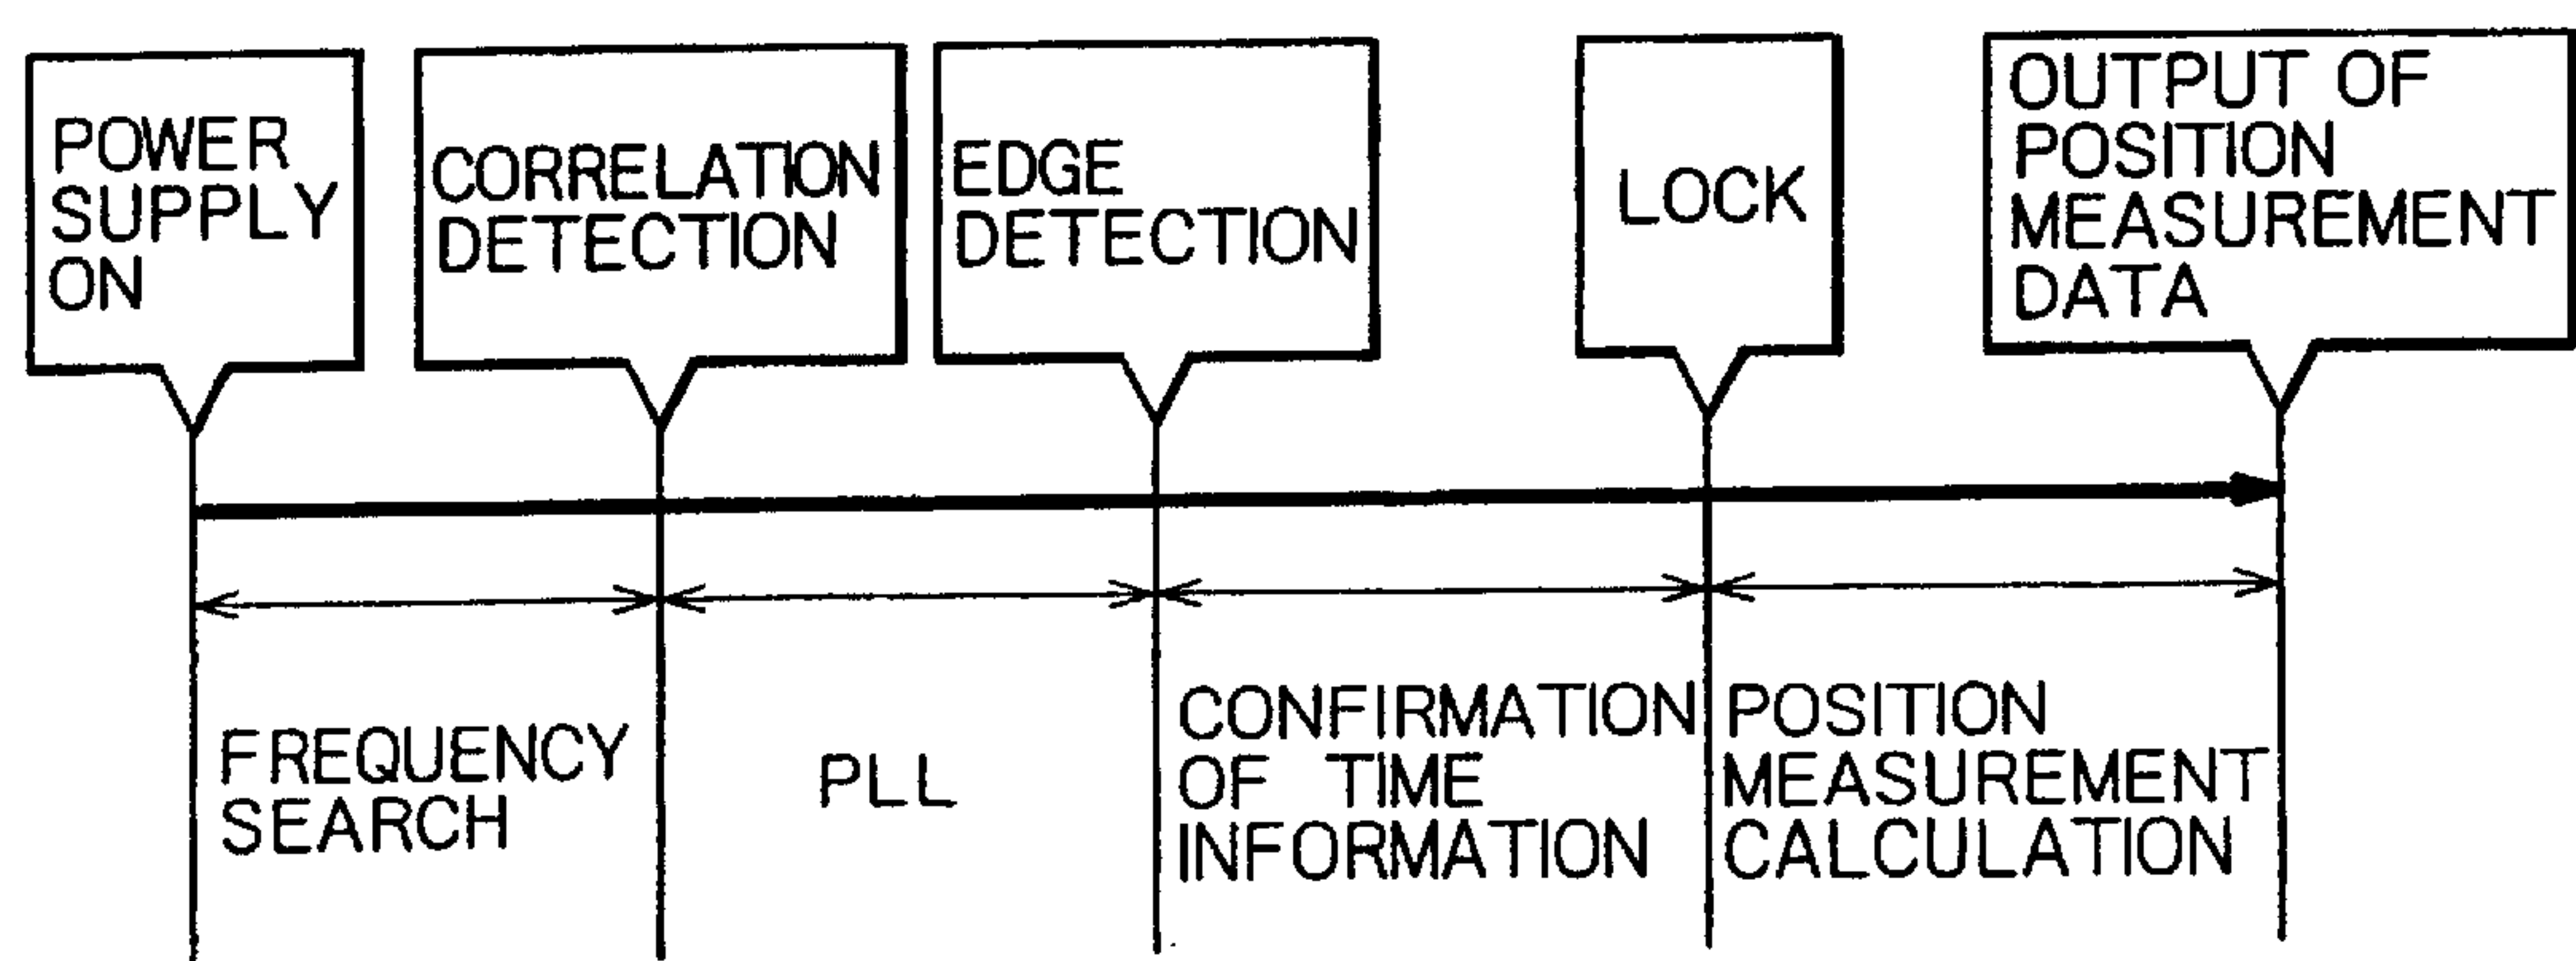 POWER
SUPPLY
ON
CORRELATION
DETECTION
EDGE
DETECTION
LOCK
OUTPUT OF
POSITION
MEASUREMENT
DATA
FREQUENCY
SEARCH
PLL
CONFIRMATION
OF TIME
INFORMATION
POSITION
MEASUREMENT
CALCULATION